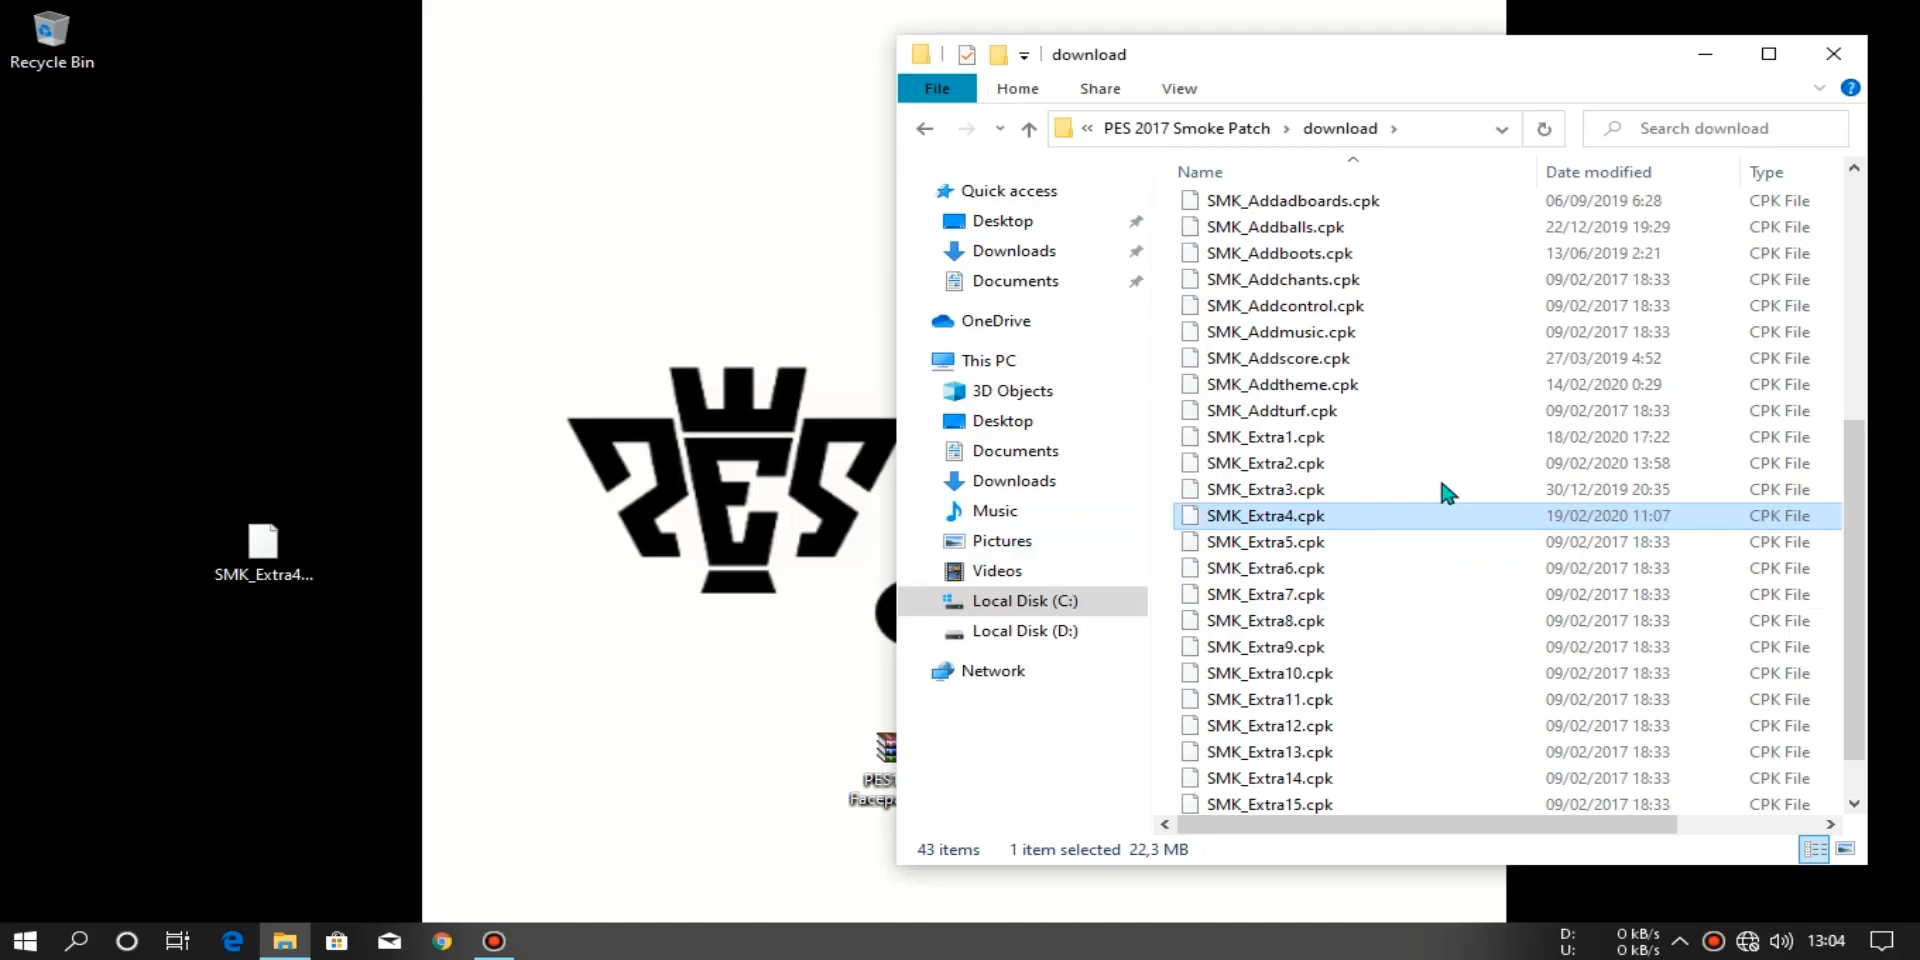 Recycle Bin
SMK_Extra4...
PES
download
File
Home
Share
View
« PES 2017 Smoke Patch › download ›
Search download
Quick access
Desktop
Downloads
Documents
OneDrive
This PC
3D Objects
Desktop
Documents
Downloads
Music
Pictures
Videos
Local Disk (C:)
Local Disk (D:)
Network
Name Date modified Type
SMK_Addadboards.cpk 06/09/2019 6:28 CPK File
SMK_Addballs.cpk 22/12/2019 19:29 CPK File
SMK_Addboots.cpk 13/06/2019 2:21 CPK File
SMK_Addchants.cpk 09/02/2017 18:33 CPK File
SMK_Addcontrol.cpk 09/02/2017 18:33 CPK File
SMK_Addmusic.cpk 09/02/2017 18:33 CPK File
SMK_Addscore.cpk 27/03/2019 4:52 CPK File
SMK_Addtheme.cpk 14/02/2020 0:29 CPK File
SMK_Addturf.cpk 09/02/2017 18:33 CPK File
SMK_Extra1.cpk 18/02/2020 17:22 CPK File
SMK_Extra2.cpk 09/02/2020 13:58 CPK File
SMK_Extra3.cpk 30/12/2019 20:35 CPK File
SMK_Extra4.cpk 19/02/2020 11:07 CPK File
SMK_Extra5.cpk 09/02/2017 18:33 CPK File
SMK_Extra6.cpk 09/02/2017 18:33 CPK File
SMK_Extra7.cpk 09/02/2017 18:33 CPK File
SMK_Extra8.cpk 09/02/2017 18:33 CPK File
SMK_Extra9.cpk 09/02/2017 18:33 CPK File
SMK_Extra10.cpk 09/02/2017 18:33 CPK File
SMK_Extra11.cpk 09/02/2017 18:33 CPK File
SMK_Extra12.cpk 09/02/2017 18:33 CPK File
SMK_Extra13.cpk 09/02/2017 18:33 CPK File
SMK_Extra14.cpk 09/02/2017 18:33 CPK File
SMK_Extra15.cpk 09/02/2017 18:33 CPK File
43 items 1 item selected 22,3 MB
D: 0 kB/s
U: 0 kB/s
13:04